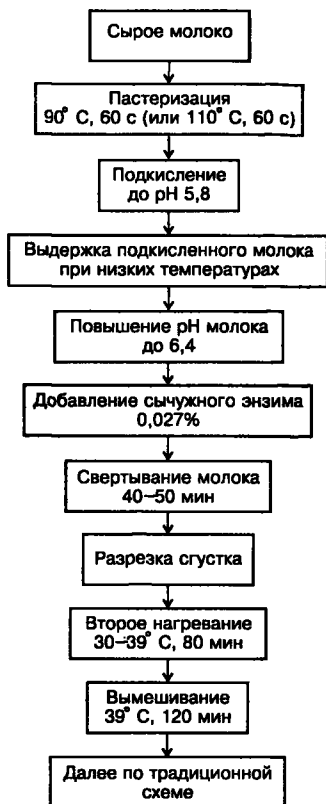 Сырое молоко
Пастеризация
90° С, 60 с (или 110° С, 60 с)
Подкисление
до рН 5,8
Выдержка подкисленного молока
при низких температурах
Повышение рН молока
до 6,4
Добавление сычужного энзима
0,027%
Свертывание молока
40–50 мин
Разрезка сгустка
Второе нагревание
30–39° С, 80 мин
Вымешивание
39° С, 120 мин
Далее по традиционной
схеме